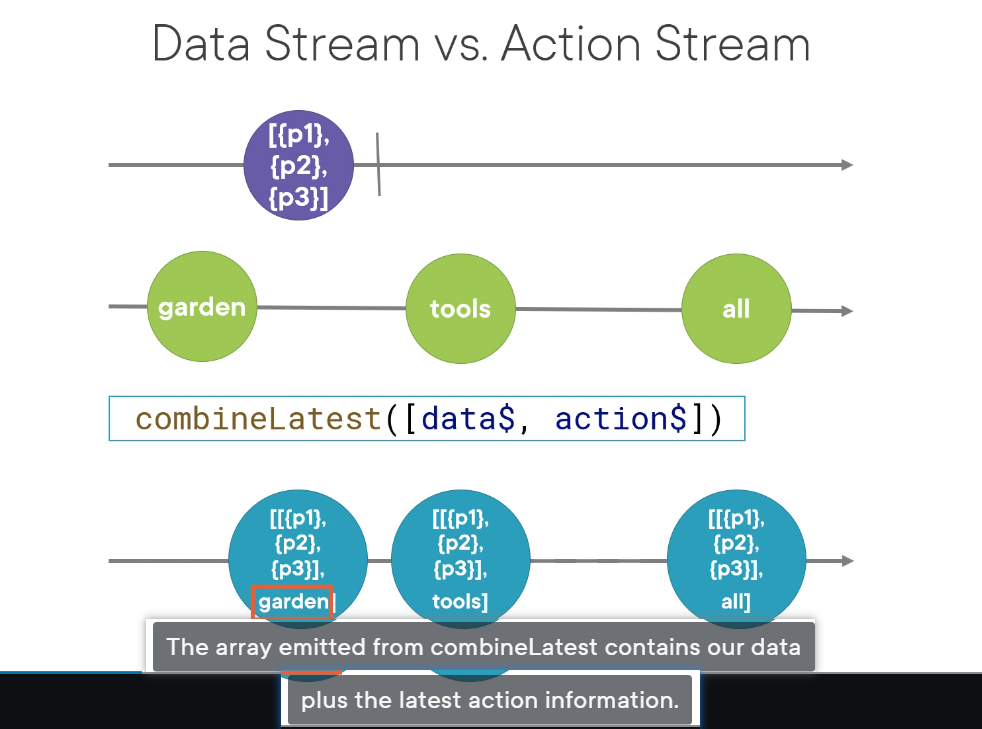 Data Stream vs. Action Stream
[{p1},
{p2},
{p3}]
garden
tools
all
combineLatest([data$, action$])
[[{p1},
{p2},
{p3}],
garden]
[[{p1},
{p2},
{p3}],
tools]
[[{p1},
{p2},
{p3}],
all]
The array emitted from combineLatest contains our data
plus the latest action information.